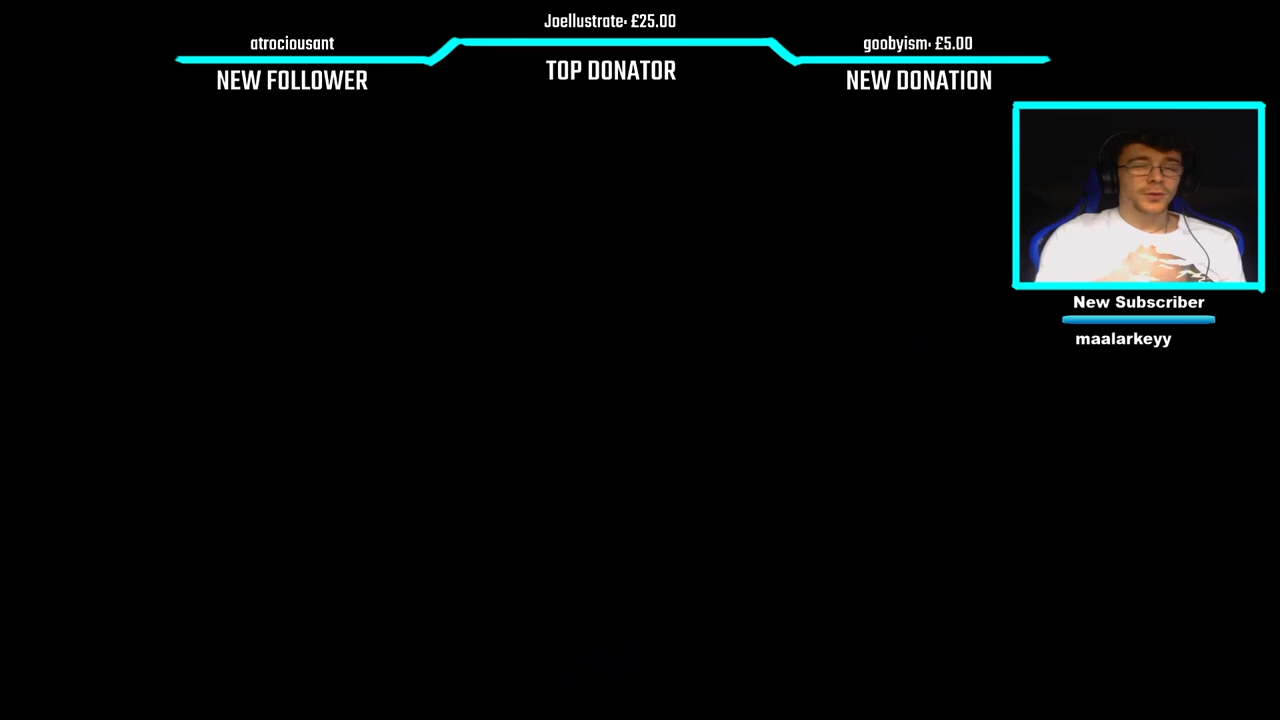 Joellustrate: £25.00
atrociousant
goobyism: £5.00
NEW FOLLOWER
TOP DONATOR
NEW DONATION
New Subscriber
maalarkeyy